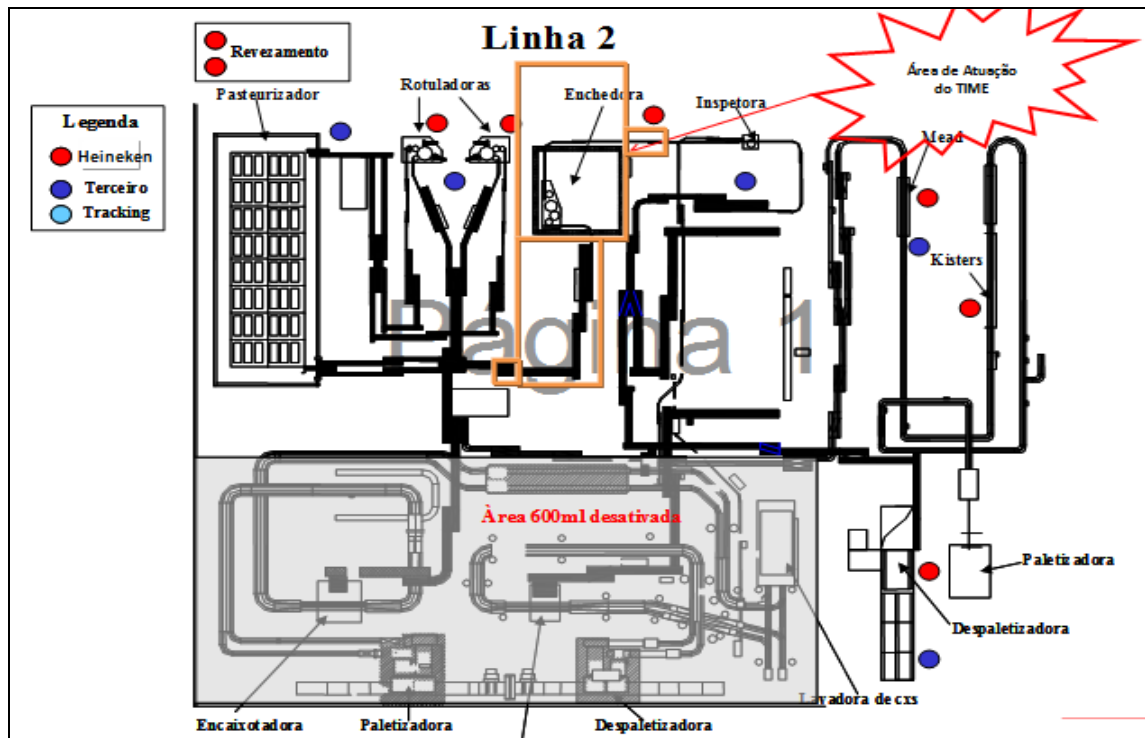 Linha 2
Revezamento
Área de Atuação
do TIME
Pasteurizador
Rotuladoras
Enchedora
Inspetora
Mead
Legenda
Heineken
Terceiro
Tracking
Kisters
Página 1
Àrea 600ml desativada
Paletizadora
Despaletizadora
Lavadora de cxs
Encaixotadora
Paletizadora
Despaletizadora